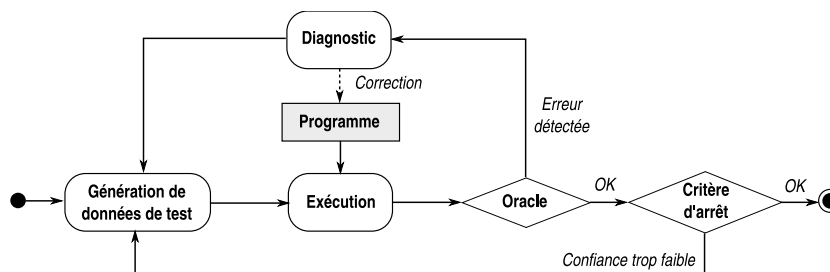 Diagnostic
Correction
Erreur
détectée
Programme
Génération de
données de test
Exécution
Oracle
OK
Critère
d'arrêt
OK
Confiance trop faible